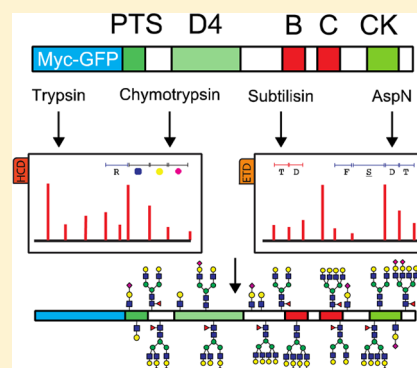 PTS D4 B C CK
Myc-GFP
Trypsin Chymotrypsin Subtilisin AspN
HCD
R
ETD
T D F S D T